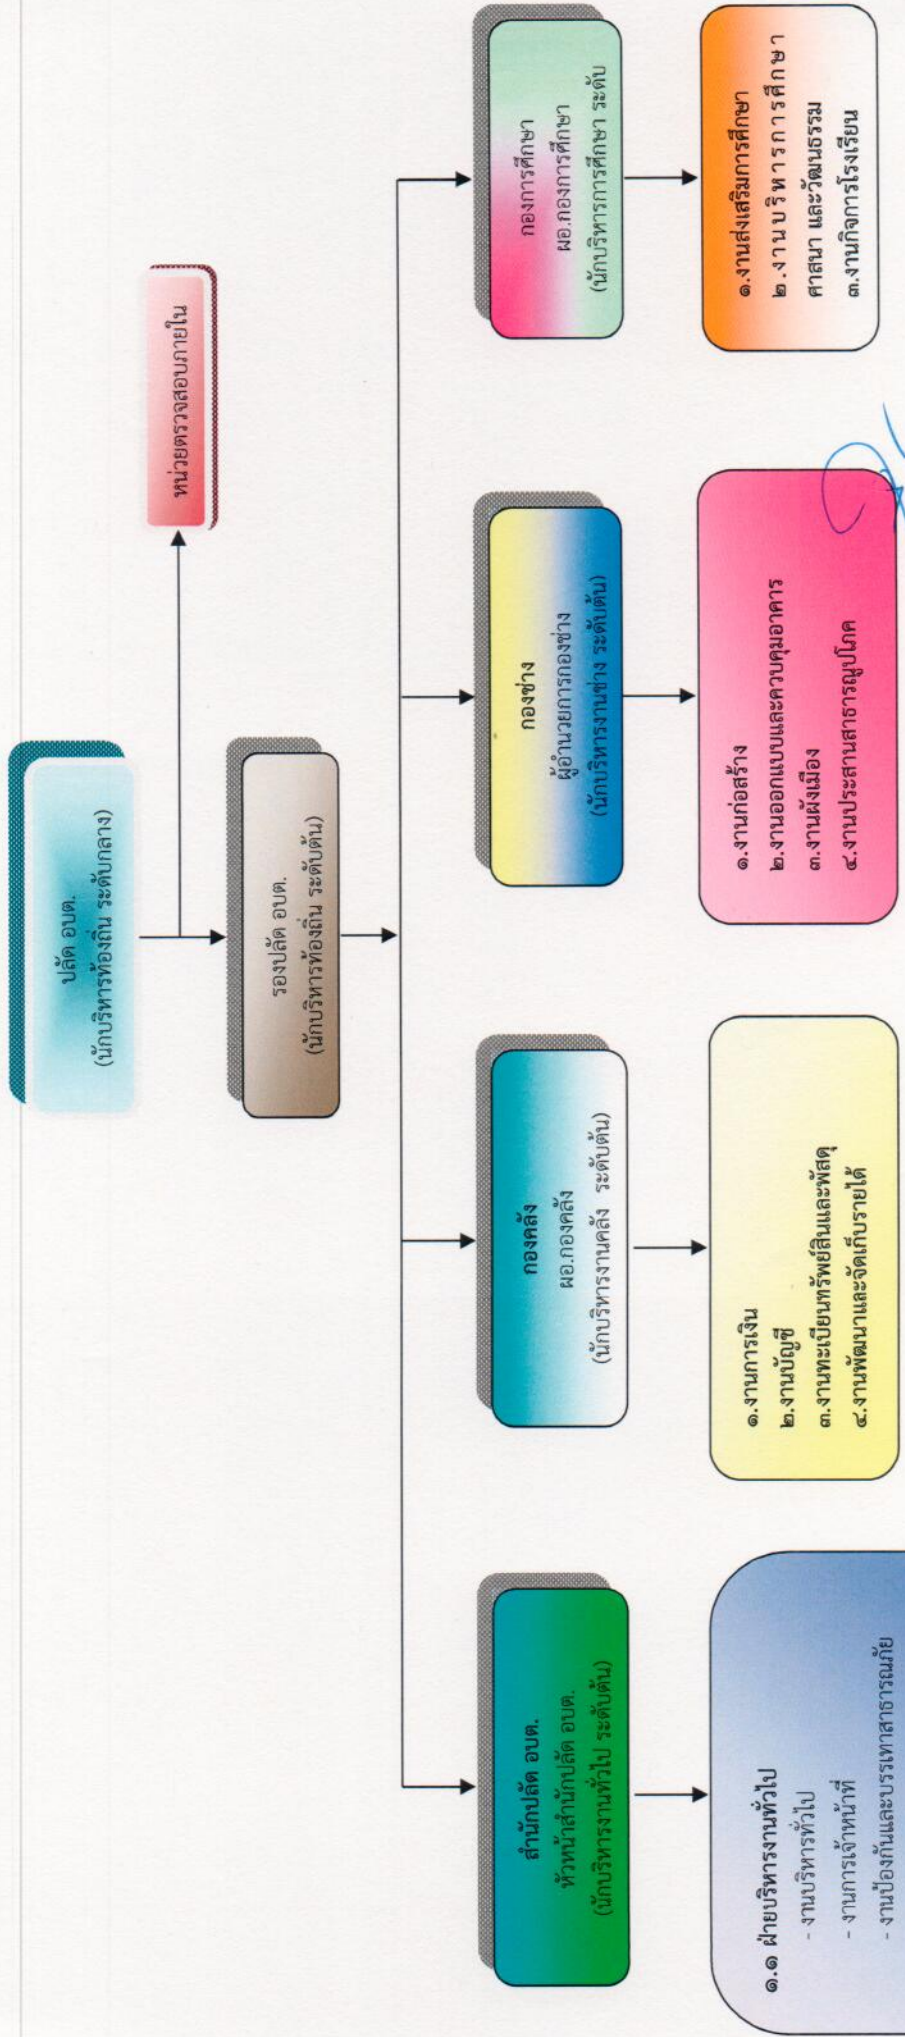 ปลัด อบต.
(นักบริหารท้องถิ่น ระดับกลาง)
หน่วยตรวจสอบภายใน
รองปลัด อบต.
(นักบริหารท้องถิ่น ระดับต้น)
สำนักปลัด อบต.
หัวหน้าสำนักปลัด อบต.
(นักบริหารงานทั่วไป ระดับต้น)
กองคลัง
ผอ.กองคลัง
(นักบริหารงานคลัง ระดับต้น)
กองช่าง
ผู้อำนวยการกองช่าง
(นักบริหารงานช่าง ระดับต้น)
กองการศึกษา
ผอ.กองการศึกษา
(นักบริหารการศึกษา ระดับ
๑.๑ ฝ่ายบริหารงานทั่วไป
- งานบริหารทั่วไป
- งานการเจ้าหน้าที่
- งานป้องกันและบรรเทาสาธารณภัย
๑.งานการเงิน
๒.งานบัญชี
๓.งานทะเบียนทรัพย์สินและพัสดุ
๔.งานพัฒนาและจัดเก็บรายได้
๑.งานก่อสร้าง
๒.งานออกแบบและควบคุมอาคาร
๓.งานผังเมือง
๔.งานประสานสาธารณูปโภค
๑.งานส่งเสริมการศึกษา
๒.งานบริหารการศึกษา
ศาสนา และวัฒนธรรม
๓.งานกิจการโรงเรียน